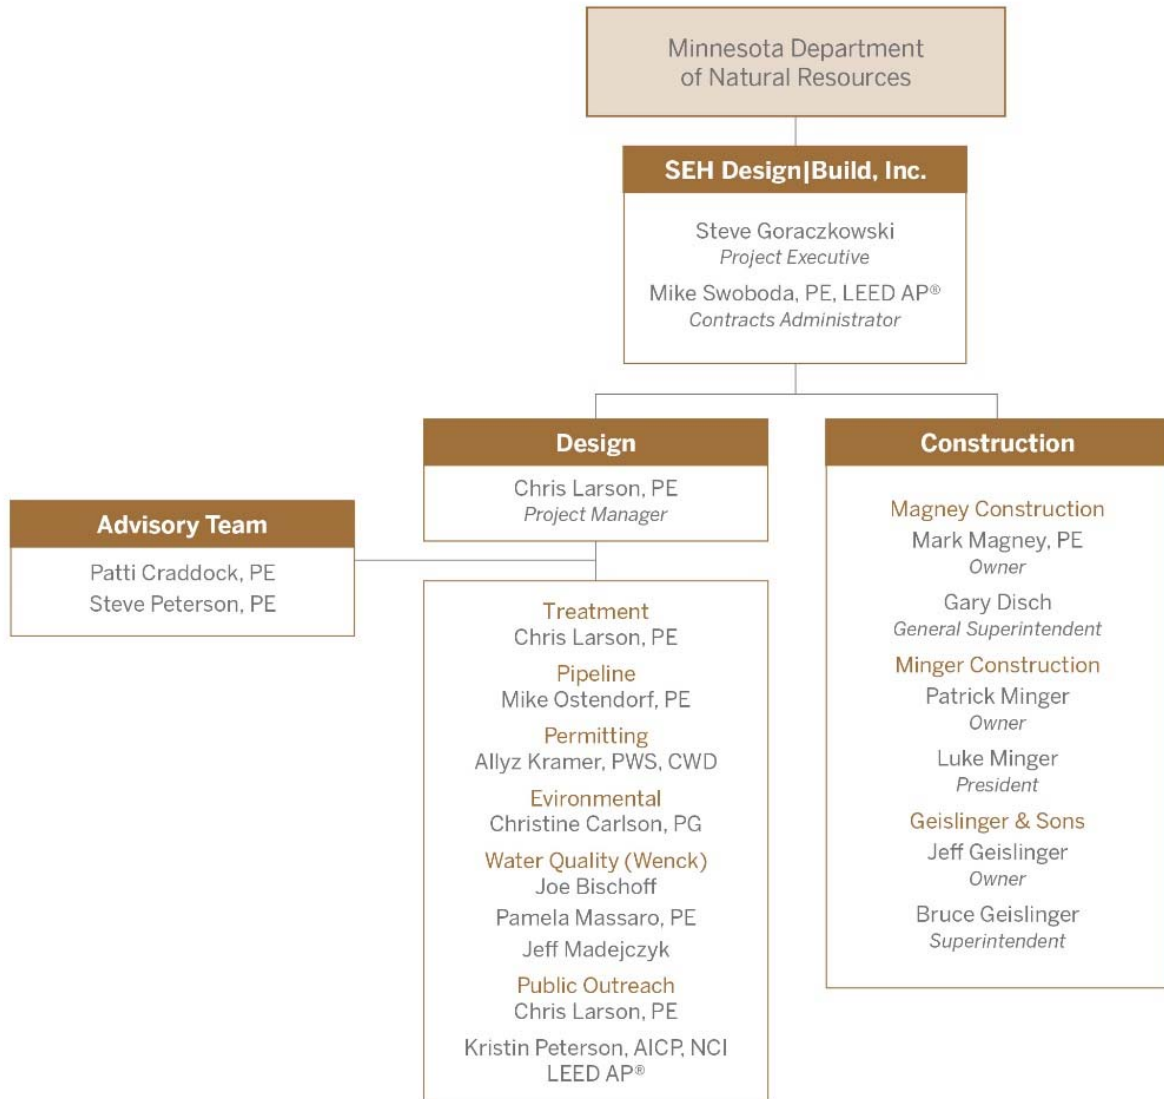 Minnesota Department
of Natural Resources
SEH Design|Build, Inc.
Steve Goraczkowski
Project Executive
Mike Swoboda, PE, LEED AP®
Contracts Administrator
Design
Chris Larson, PE
Project Manager
Advisory Team
Patti Craddock, PE
Steve Peterson, PE
Treatment
Chris Larson, PE
Pipeline
Mike Ostendorf, PE
Permitting
Allyz Kramer, PWS, CWD
Evironmental
Christine Carlson, PG
Water Quality (Wenck)
Joe Bischoff
Pamela Massaro, PE
Jeff Madejczyk
Public Outreach
Chris Larson, PE
Kristin Peterson, AICP, NCI
LEED AP®
Construction
Magney Construction
Mark Magney, PE
Owner
Gary Disch
General Superintendent
Minger Construction
Patrick Minger
Owner
Luke Minger
President
Geislinger & Sons
Jeff Geislinger
Owner
Bruce Geislinger
Superintendent